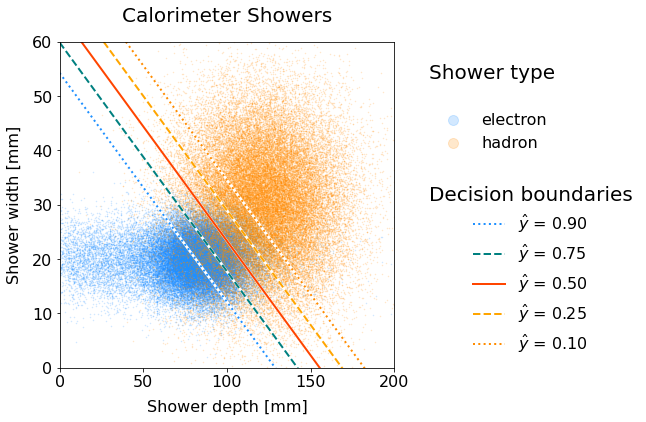 Calorimeter Showers
Shower width [mm]
60
50
40
30
20
10
0
0 50 100 150 200
Shower depth [mm]
Shower type
electron
hadron
Decision boundaries
ŷ = 0.90
ŷ = 0.75
ŷ = 0.50
ŷ = 0.25
ŷ = 0.10